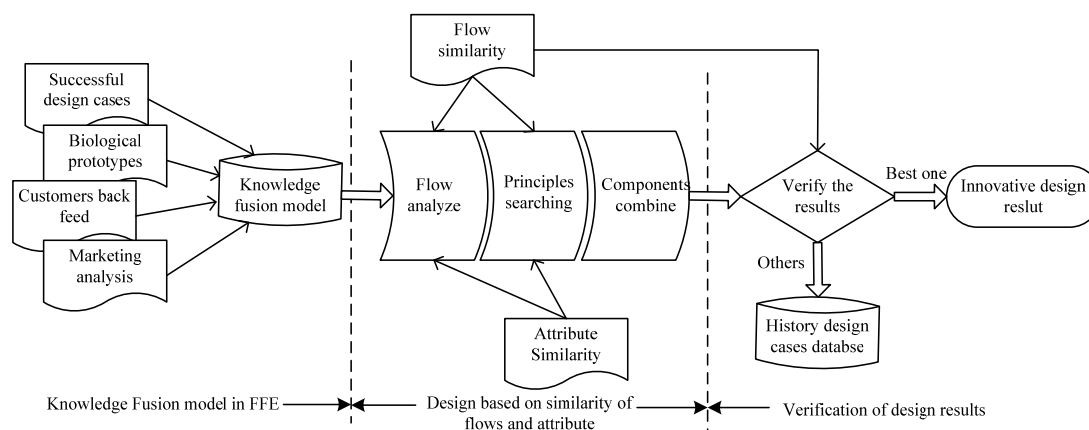 Flow
similarity
Successful
design cases
Biological
prototypes
Customers back
feed
Marketing
analysis
Knowledge
fusion model
Flow
analyze
Principles
searching
Components
combine
Attribute
Similarity
Verify the
results
Best one
Innovative design
reslut
Others
History design
cases databse
Knowledge Fusion model in FFE
Design based on similarity of
flows and attribute
Verification of design results